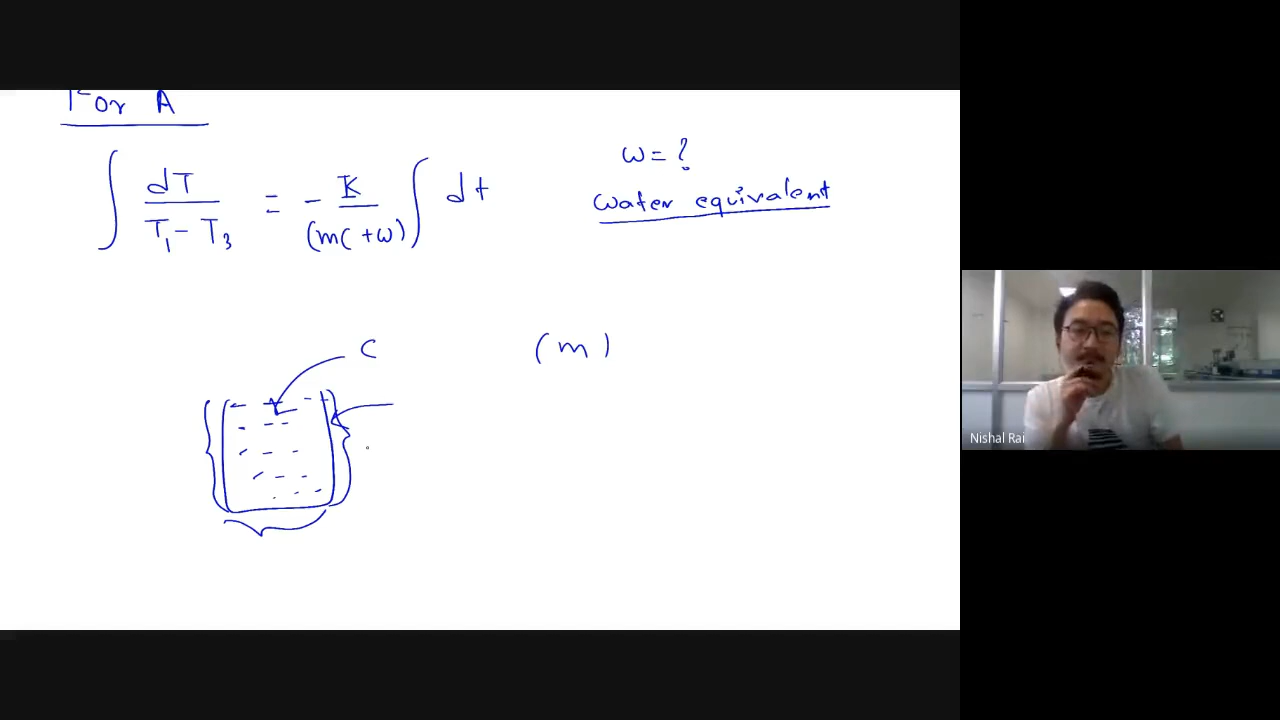 For A
∫ dT / (T₁ - T₃) = - K / (mc + ω) ∫ dt
ω = ?
water equivalent
C
(m)
Nishal Rai